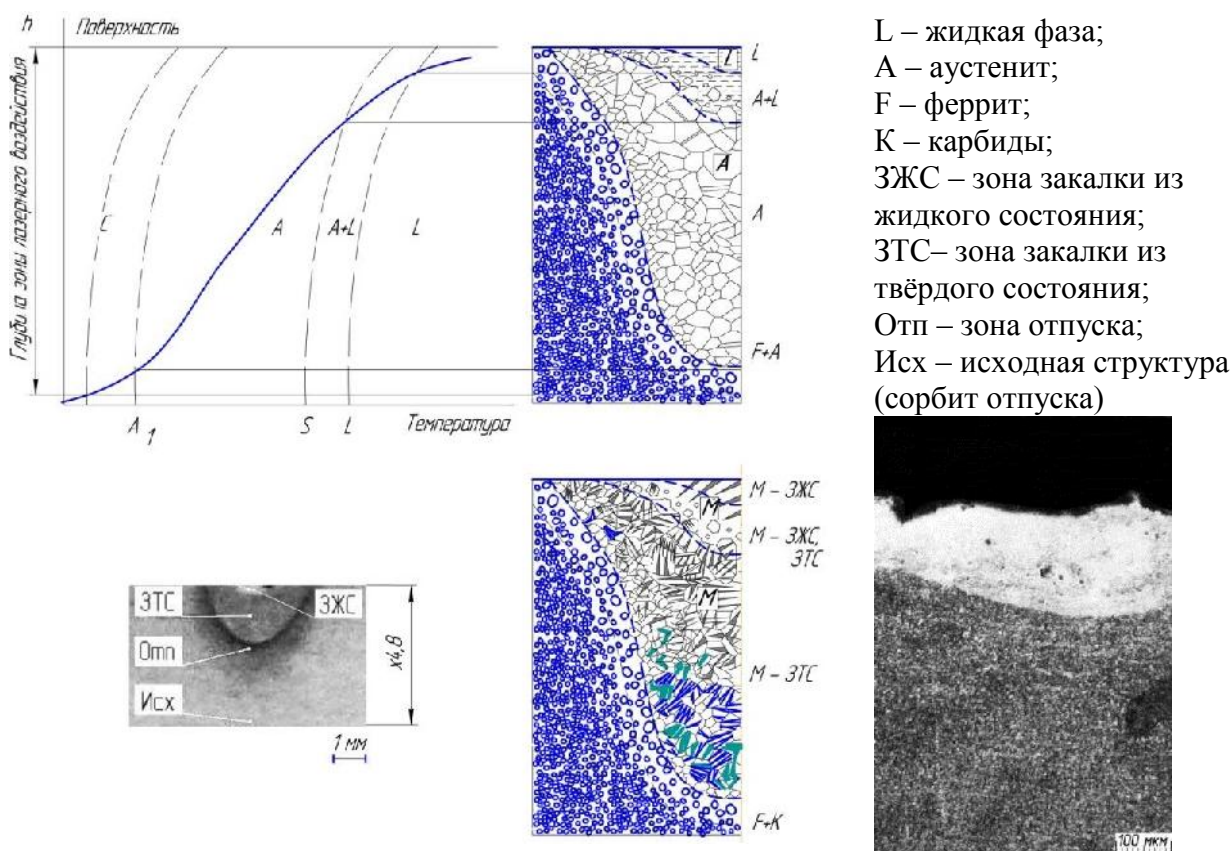 h
Поверхность
Глубина зоны лазерного воздействия
С
А
А+L
L
А 1
S
L
Температура
L
А
L
А+L
А
F+А
L – жидкая фаза;
А – аустенит;
F – феррит;
К – карбиды;
ЗЖС – зона закалки из
жидкого состояния;
ЗТС– зона закалки из
твёрдого состояния;
Отп – зона отпуска;
Исх – исходная структура
(сорбит отпуска)
ЗТС
ЗЖС
Отп
Исх
х4,8
1 мм
М
М
М – ЗЖС
М – ЗЖС,
ЗТС
М – ЗТС
F+К
100 мкм